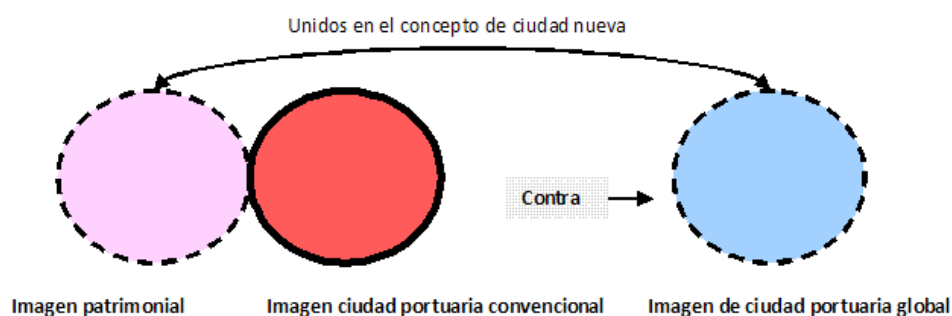 Unidos en el concepto de ciudad nueva
Contra
Imagen patrimonial
Imagen ciudad portuaria convencional
Imagen de ciudad portuaria global